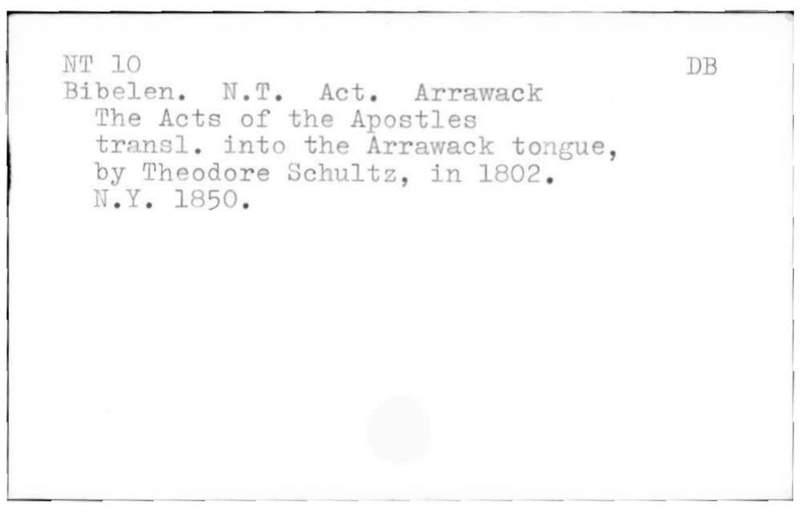 NT 10 DB
Bibelen. N.T. Act. Arrawack
The Acts of the Apostles
transl. into the Arrawack tongue,
by Theodore Schultz, in 1802.
N.Y. 1850.